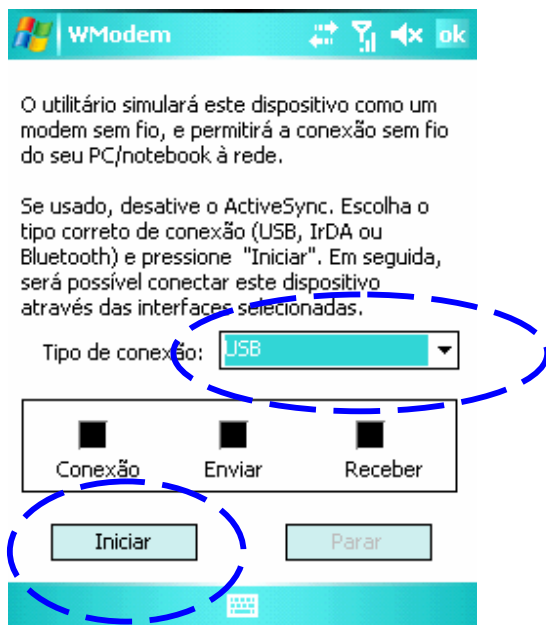 WModem ok
O utilitário simulará este dispositivo como um
modem sem fio, e permitirá a conexão sem fio
do seu PC/notebook à rede.
Se usado, desative o ActiveSync. Escolha o
tipo correto de conexão (USB, IrDA ou
Bluetooth) e pressione "Iniciar". Em seguida,
será possível conectar este dispositivo
através das interfaces selecionadas.
Tipo de conexão: USB
Conexão Enviar Receber
Iniciar Parar